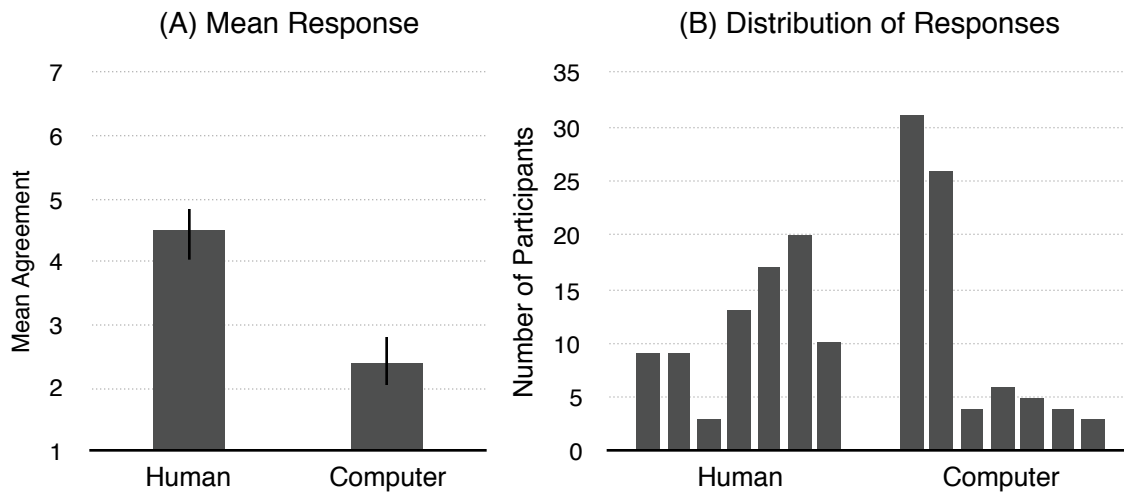 (A) Mean Response
Mean Agreement
7
6
5
4
3
2
1
Human
Computer
(B) Distribution of Responses
Number of Participants
35
30
25
20
15
10
5
0
Human
Computer